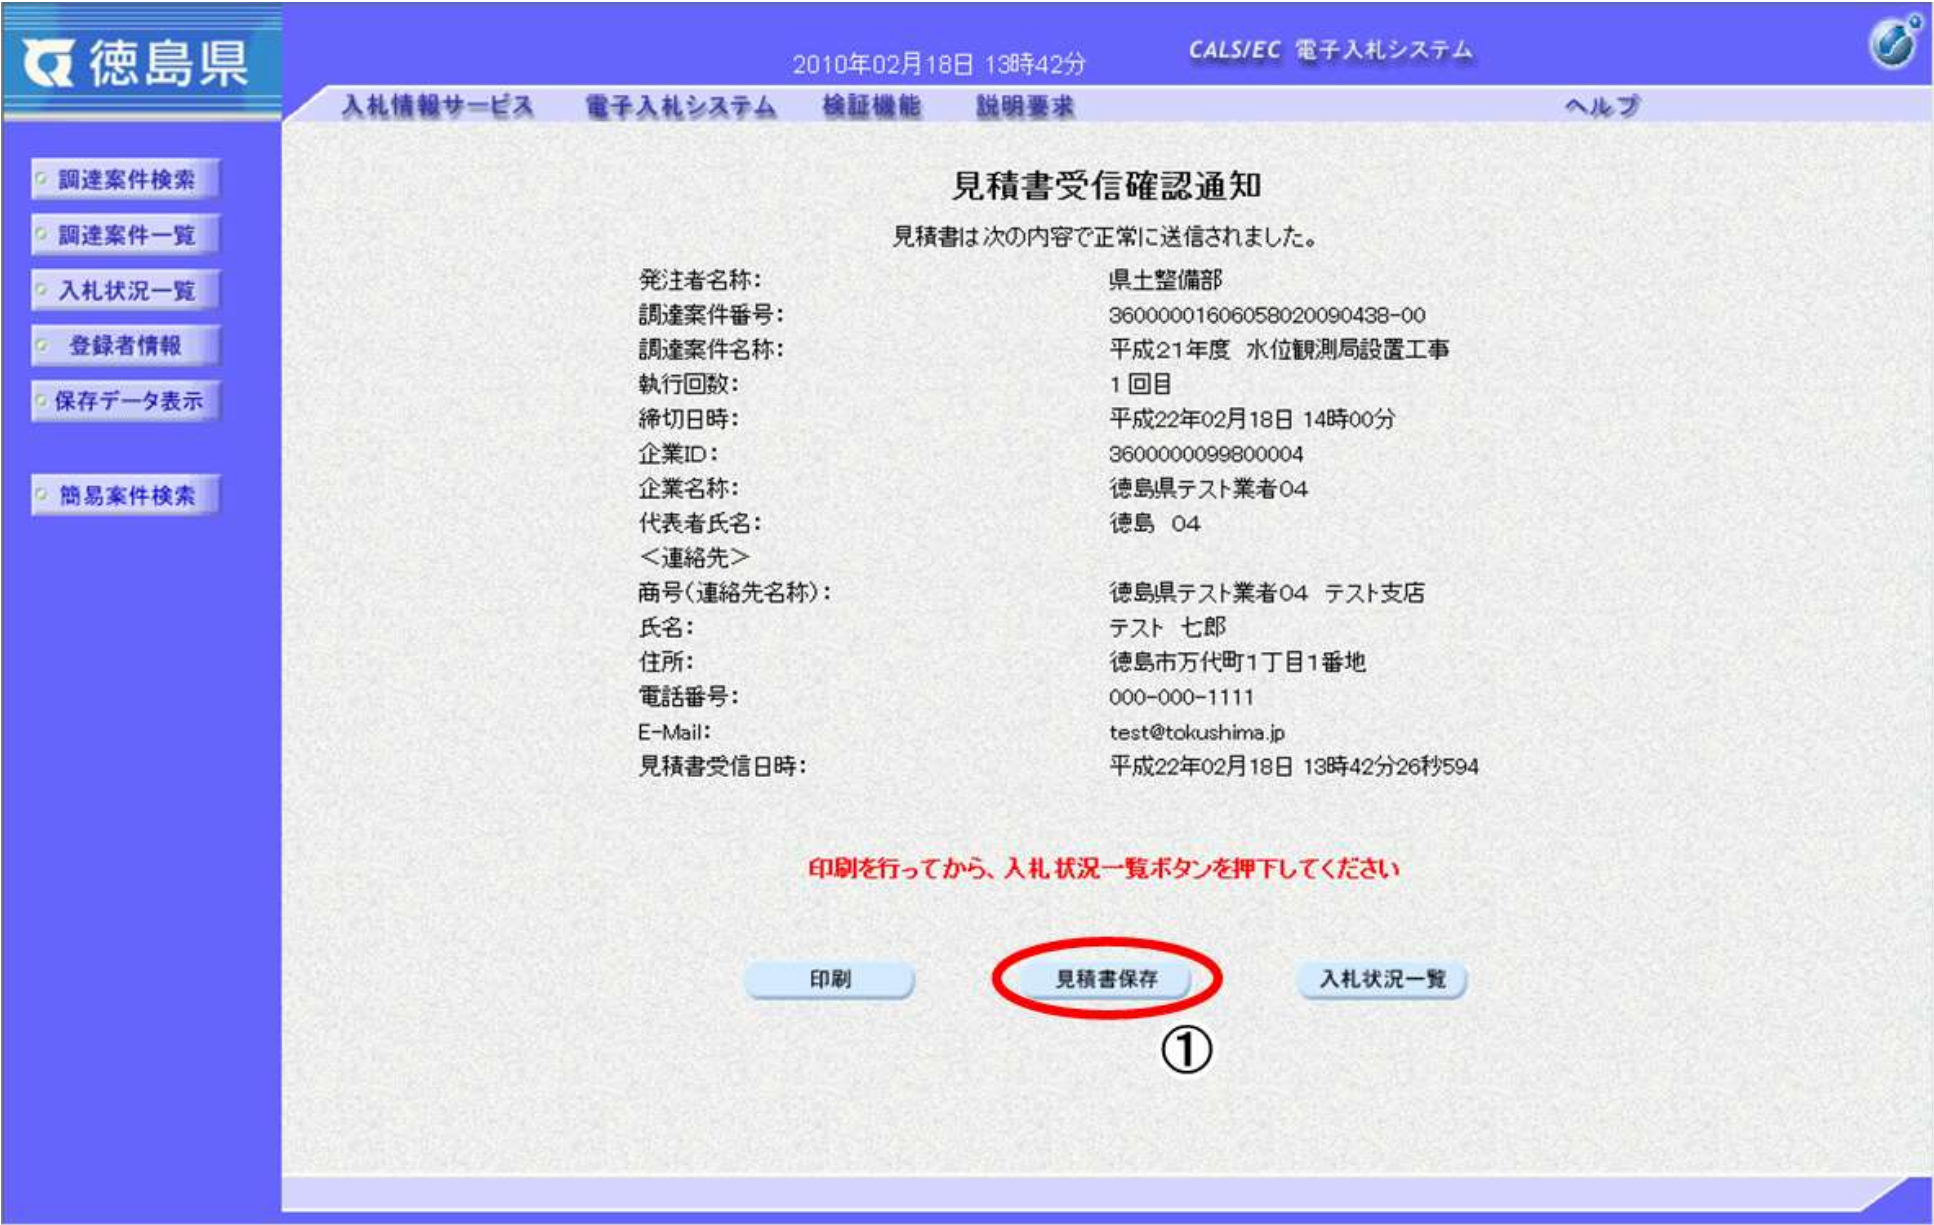 徳島県
2010年02月18日 13時42分
CALS/EC 電子入札システム
入札情報サービス 電子入札システム 検証機能 説明要求 ヘルプ
調達案件検索
調達案件一覧
入札状況一覧
登録者情報
保存データ表示
簡易案件検索
見積書受信確認通知
見積書は次の内容で正常に送信されました。
発注者名称： 県土整備部
調達案件番号： 36000001606058020090438-00
調達案件名称： 平成21年度 水位観測局設置工事
執行回数： 1回目
締切日時： 平成22年02月18日 14時00分
企業ID： 3600000099800004
企業名称： 徳島県テスト業者04
代表者氏名： 徳島 04
＜連絡先＞
商号(連絡先名称)： 徳島県テスト業者04 テスト支店
氏名： テスト 七郎
住所： 徳島市万代町1丁目1番地
電話番号： 000-000-1111
E-Mail： test@tokushima.jp
見積書受信日時： 平成22年02月18日 13時42分26秒594
印刷を行ってから、入札状況一覧ボタンを押下してください
印刷 見積書保存 入札状況一覧
①